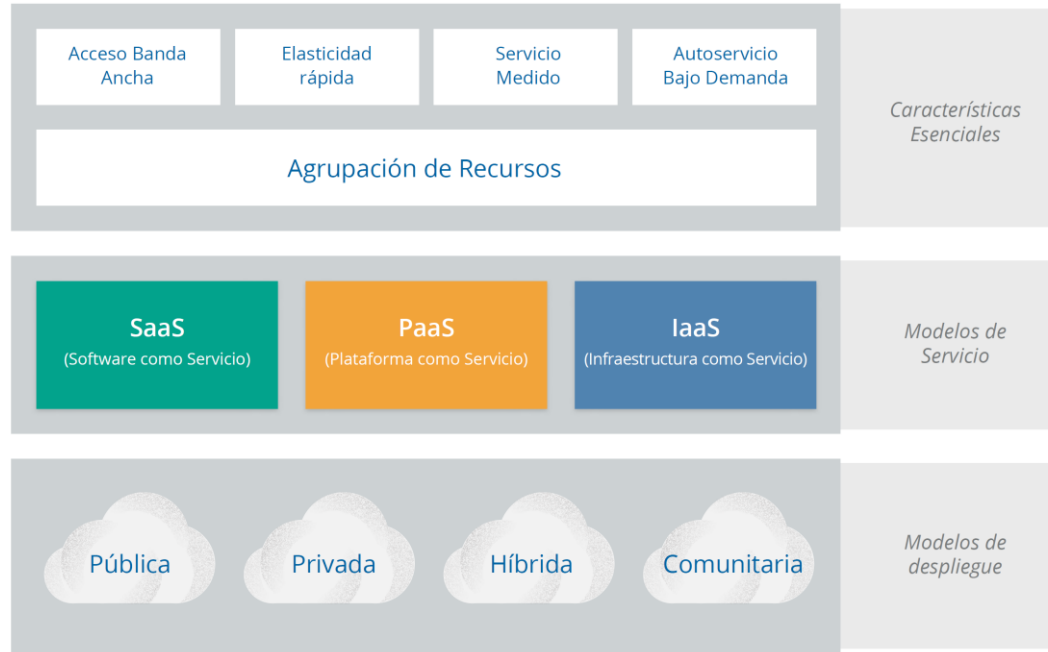 Acceso Banda
Ancha
Elasticidad
rápida
Servicio
Medido
Autoservicio
Bajo Demanda
Agrupación de Recursos
Características
Esenciales
SaaS
(Software como Servicio)
PaaS
(Plataforma como Servicio)
IaaS
(Infraestructura como Servicio)
Modelos de
Servicio
Pública
Privada
Híbrida
Comunitaria
Modelos de
despliegue